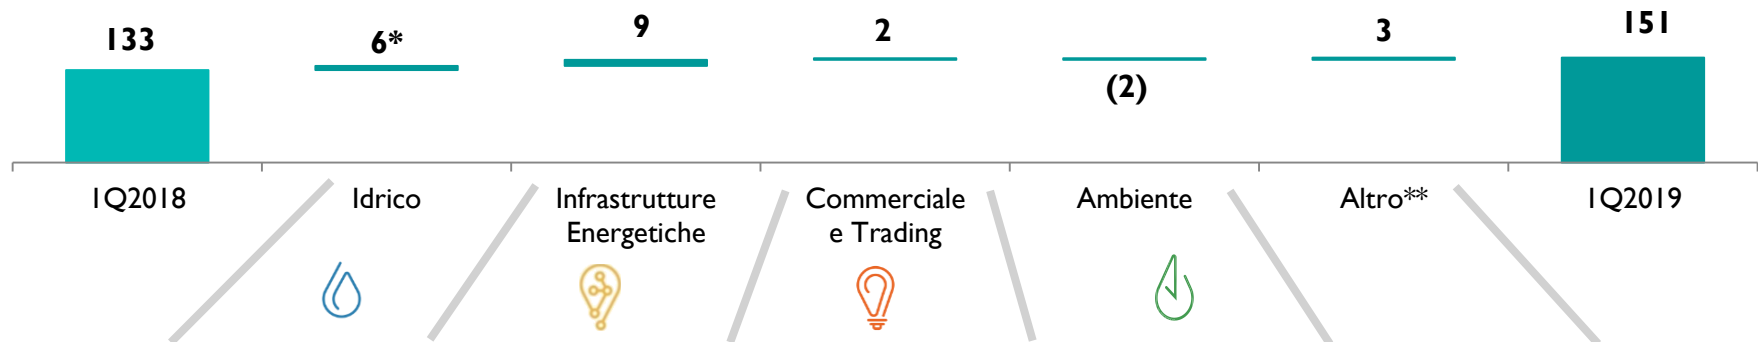 133
6*
9
2
(2)
3
151
1Q2018
Idrico
Infrastrutture
Energetiche
Commerciale
e Trading
Ambiente
Altro**
1Q2019